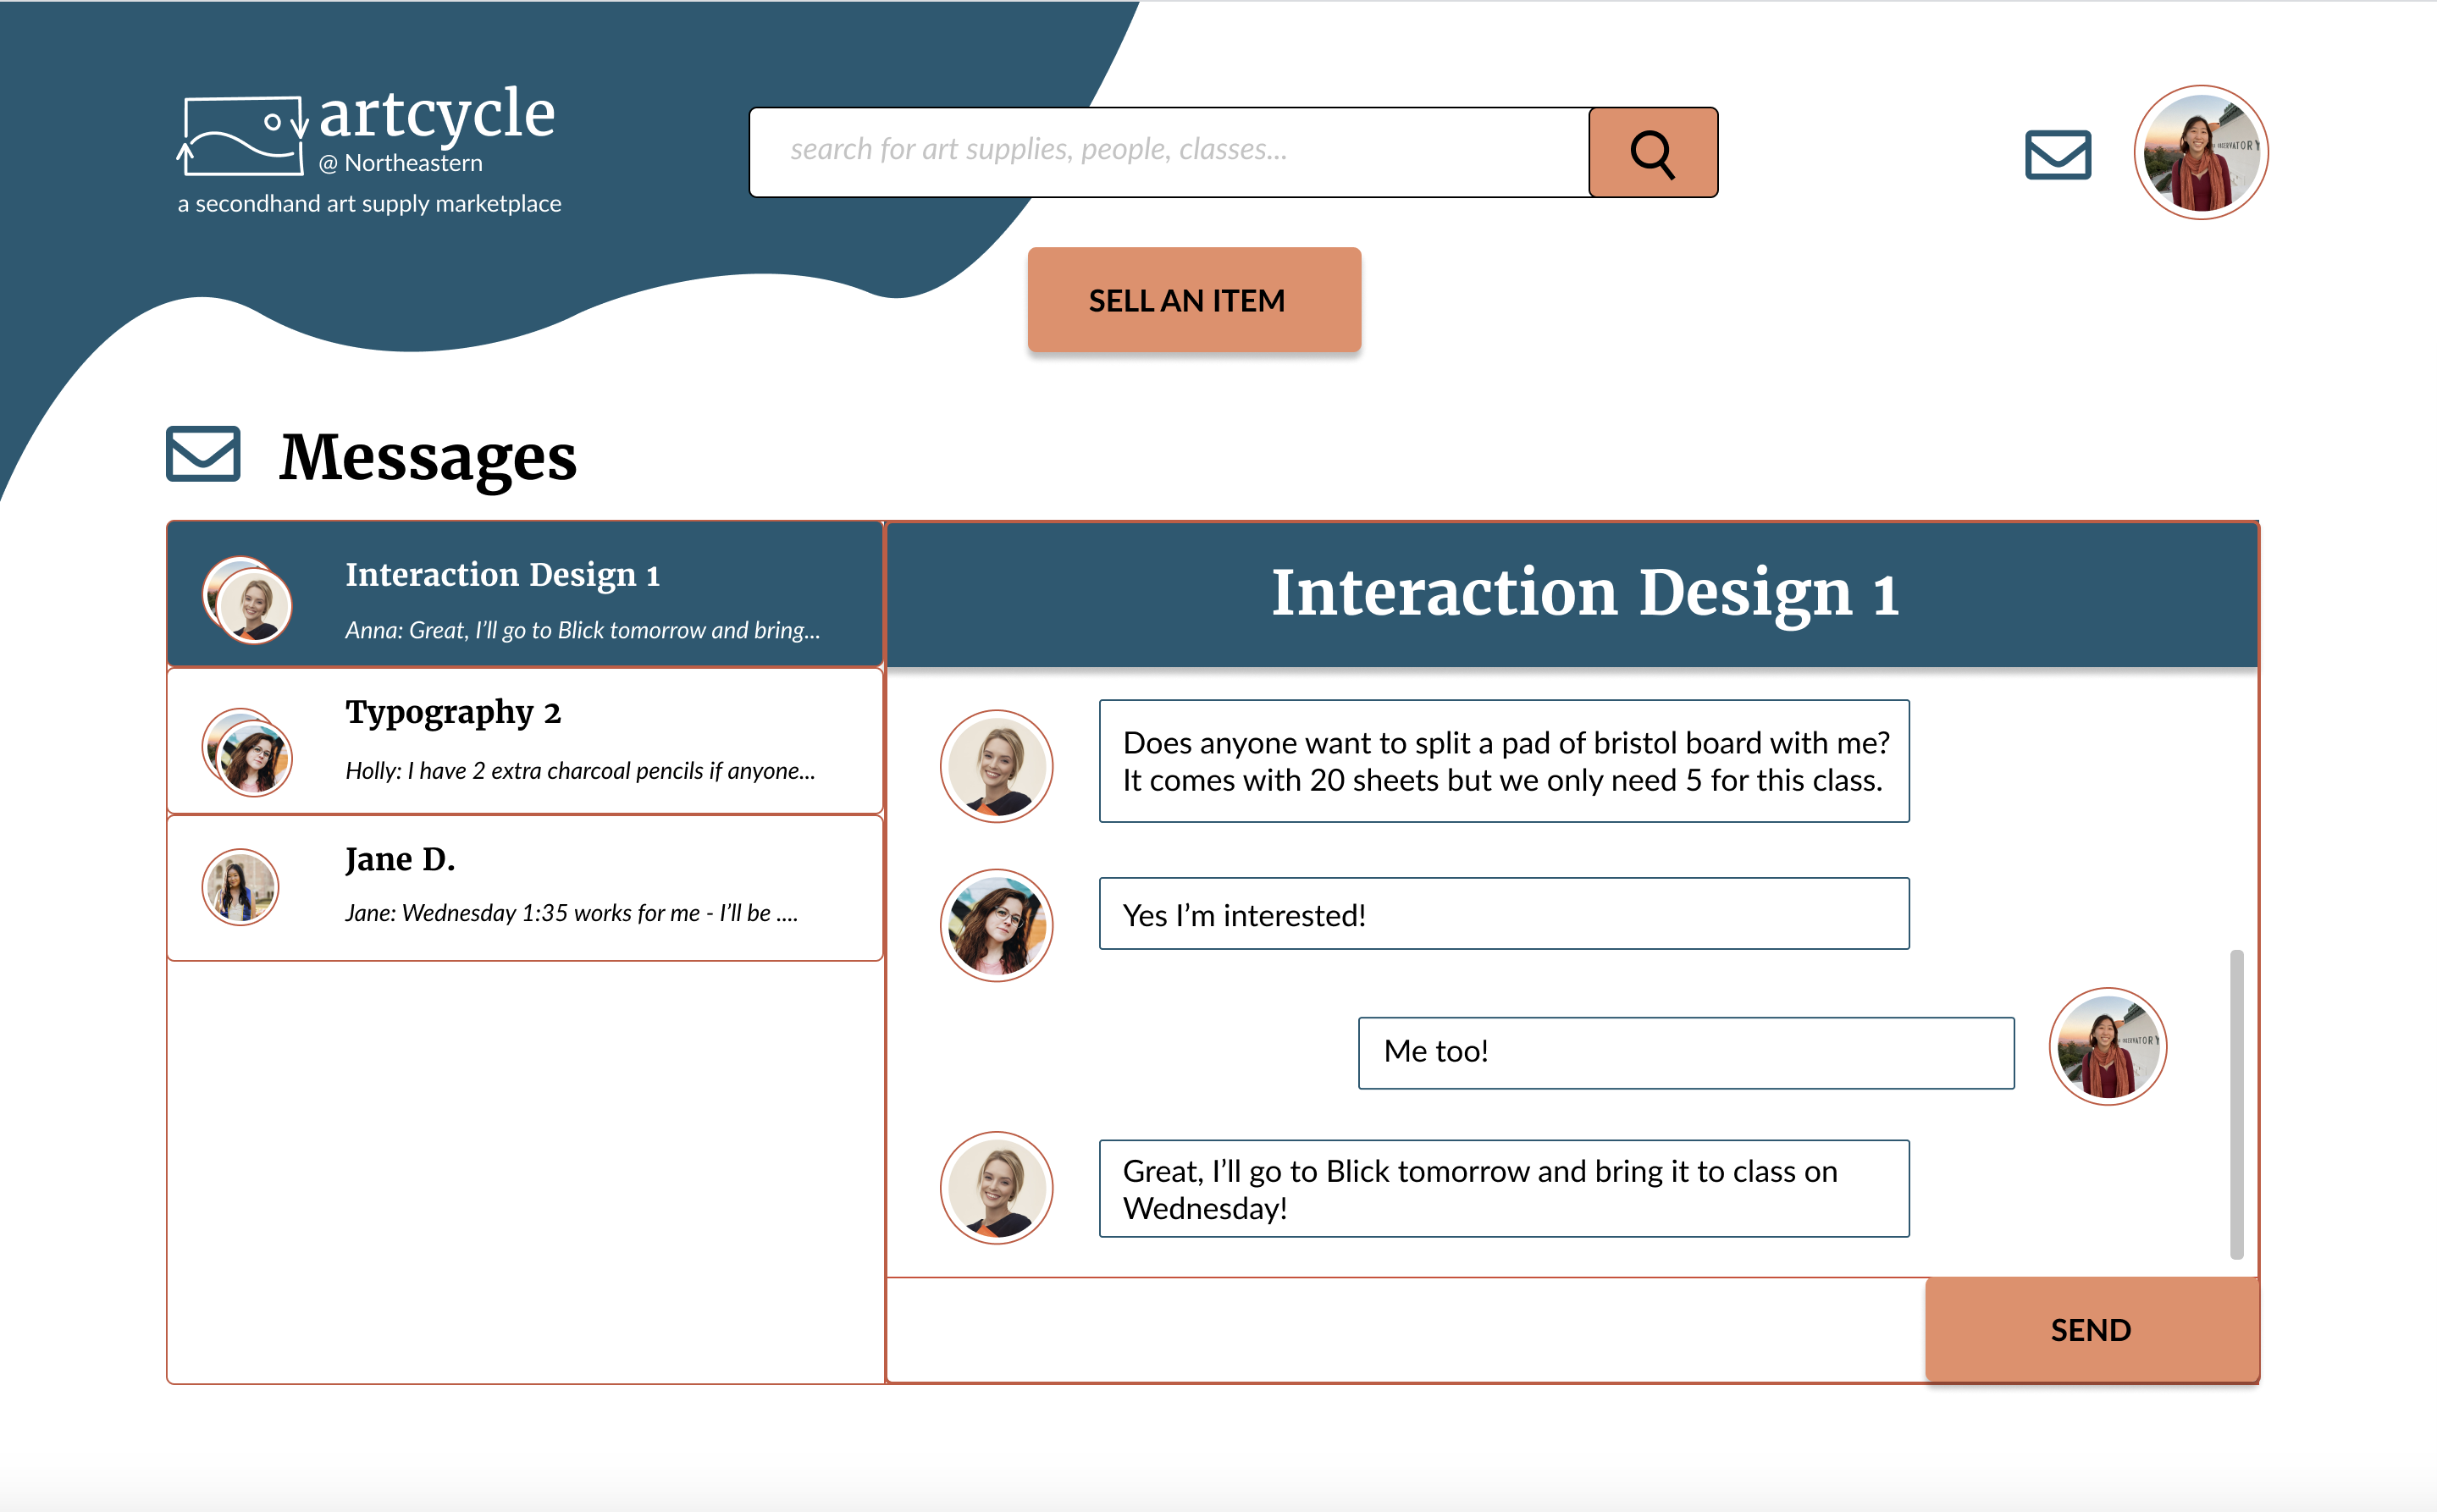 artcycle
@ Northeastern
a secondhand art supply marketplace
search for art supplies, people, classes...
SELL AN ITEM
Messages
Interaction Design 1
Anna: Great, I’ll go to Blick tomorrow and bring...
Typography 2
Holly: I have 2 extra charcoal pencils if anyone...
Jane D.
Jane: Wednesday 1:35 works for me - I’ll be ....
Interaction Design 1
Does anyone want to split a pad of bristol board with me?
It comes with 20 sheets but we only need 5 for this class.
Yes I’m interested!
Me too!
Great, I’ll go to Blick tomorrow and bring it to class on
Wednesday!
SEND